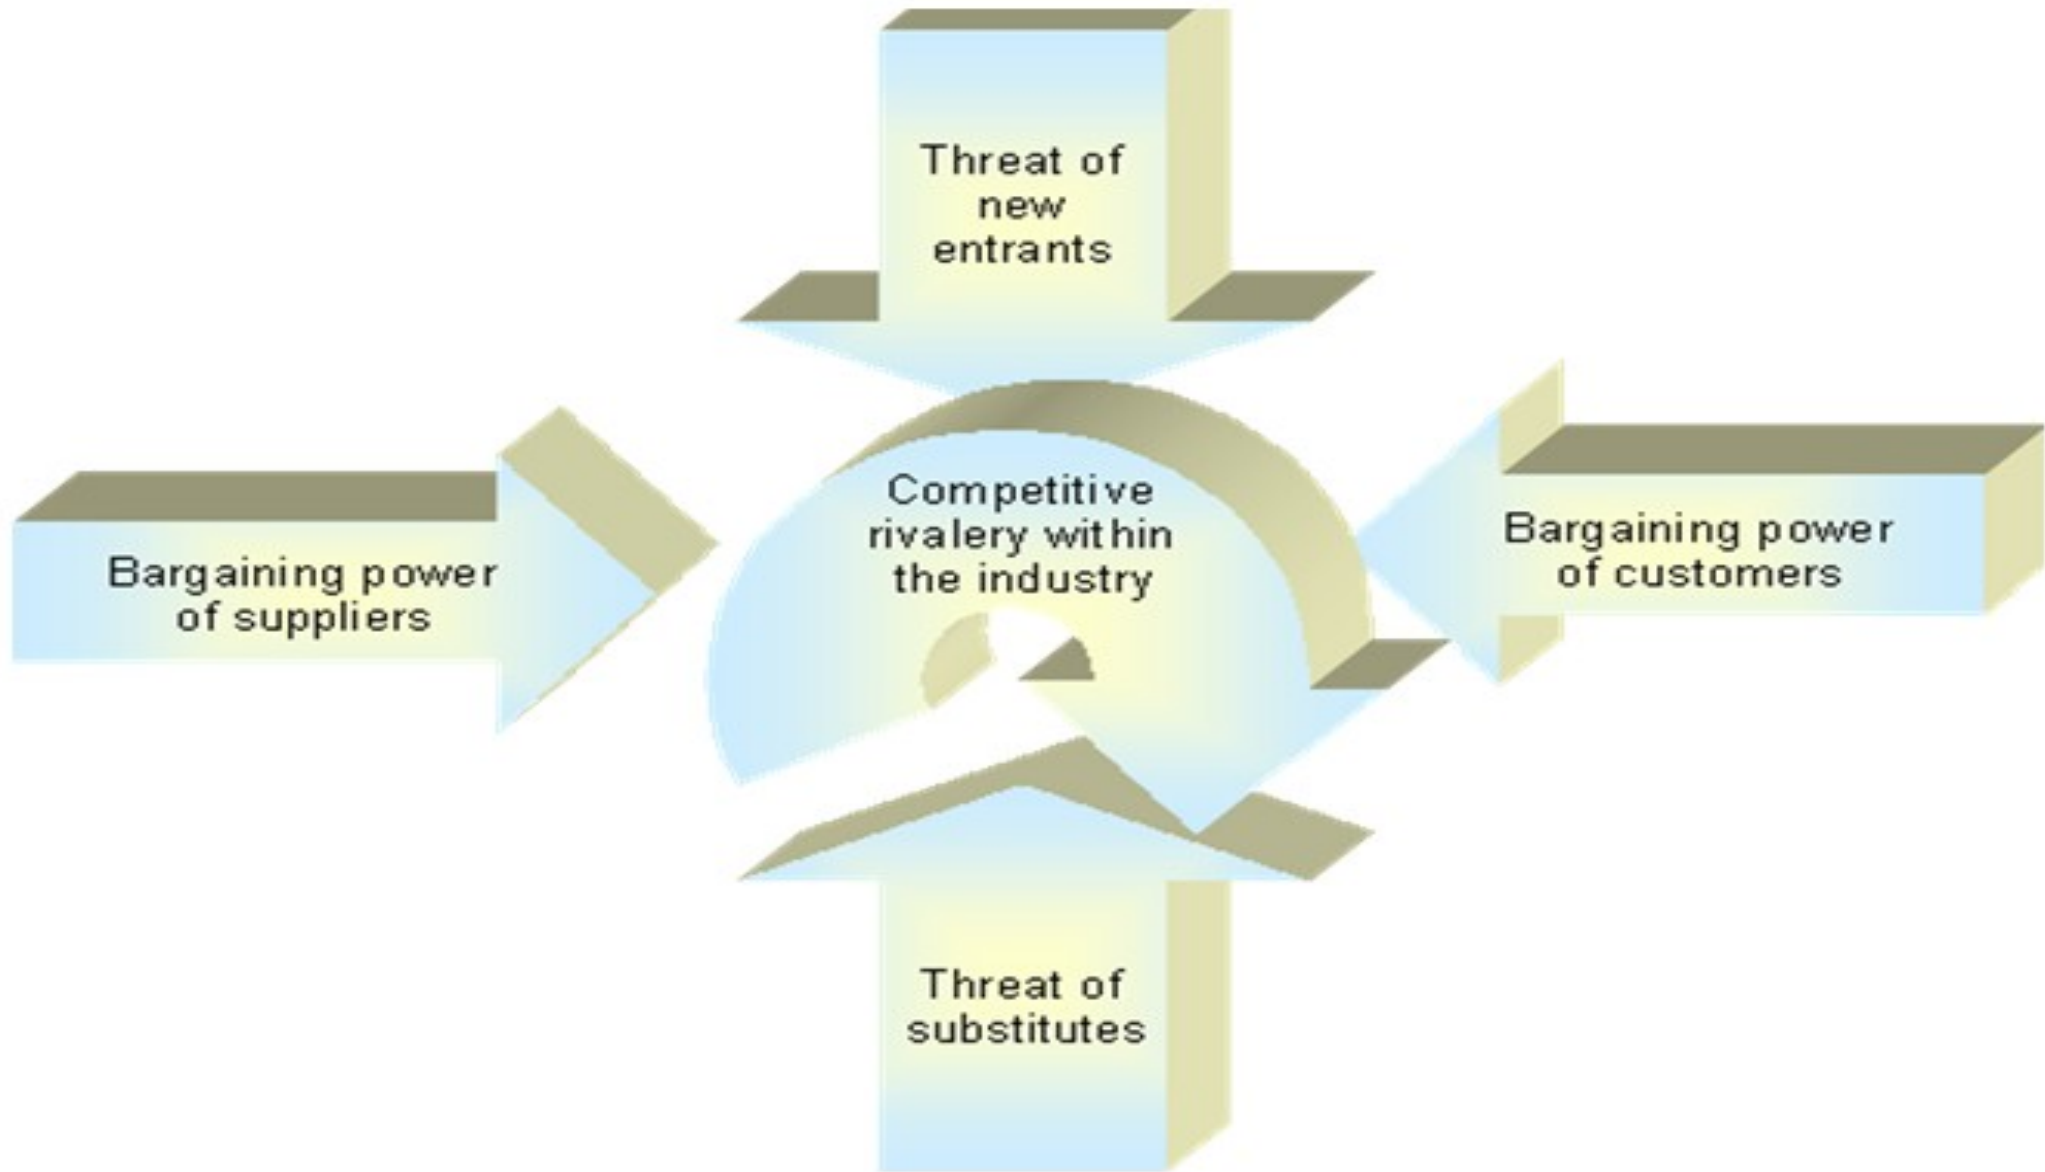 Threat of
new
entrants
Competitive
rivalery within
the industry
Bargaining power
of suppliers
Bargaining power
of customers
Threat of
substitutes